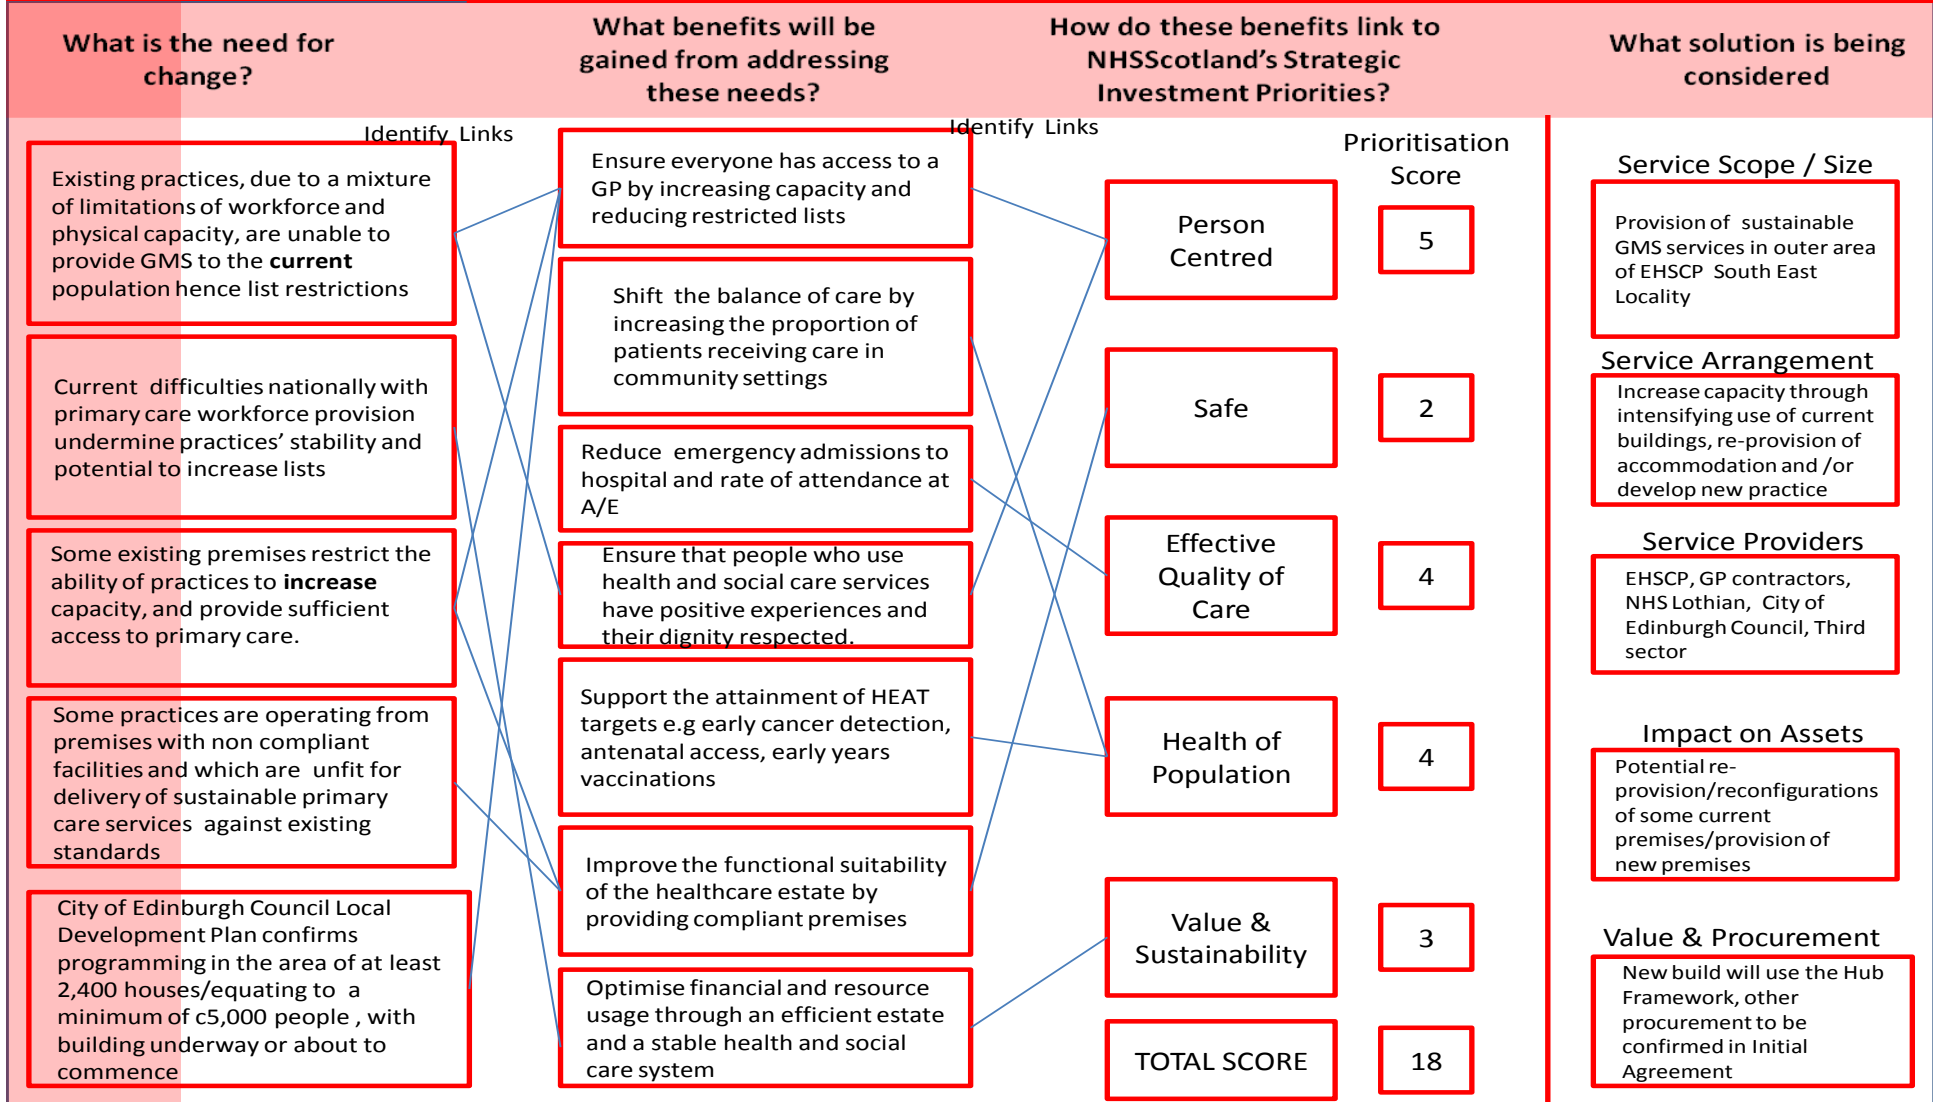 What is the need for
change?
What benefits will be
gained from addressing
these needs?
How do these benefits link to
NHSScotland's Strategic
Investment Priorities?
What solution is being
considered
Identify Links
Existing practices, due to a mixture
of limitations of workforce and
physical capacity, are unable to
provide GMS to the current
population hence list restrictions
Current difficulties nationally with
primary care workforce provision
undermine practices' stability and
potential to increase lists
Some existing premises restrict the
ability of practices to increase
capacity, and provide sufficient
access to primary care.
Some practices are operating from
premises with non compliant
facilities and which are unfit for
delivery of sustainable primary
care services against existing
standards
City of Edinburgh Council Local
Development Plan confirms
programming in the area of at least
2,400 houses/equating to a
minimum of c5,000 people , with
building underway or about to
commence
Identify Links
Ensure everyone has access to a
GP by increasing capacity and
reducing restricted lists
Shift the balance of care by
increasing the proportion of
patients receiving care in
community settings
Reduce emergency admissions to
hospital and rate of attendance at
A/E
Ensure that people who use
health and social care services
have positive experiences and
their dignity respected.
Support the attainment of HEAT
targets e.g early cancer detection,
antenatal access, early years
vaccinations
Improve the functional suitability
of the healthcare estate by
providing compliant premises
Optimise financial and resource
usage through an efficient estate
and a stable health and social
care system
Prioritisation
Score
Person
Centred
5
Safe
2
Effective
Quality of
Care
4
Health of
Population
4
Value &
Sustainability
3
TOTAL SCORE
18
Service Scope / Size
Provision of sustainable
GMS services in outer area
of EHSCP South East
Locality
Service Arrangement
Increase capacity through
intensifying use of current
buildings, re-provision of
accommodation and /or
develop new practice
Service Providers
EHSCP, GP contractors,
NHS Lothian, City of
Edinburgh Council, Third
sector
Impact on Assets
Potential re-
provision/reconfigurations
of some current
premises/provision of
new premises
Value & Procurement
New build will use the Hub
Framework, other
procurement to be
confirmed in Initial
Agreement